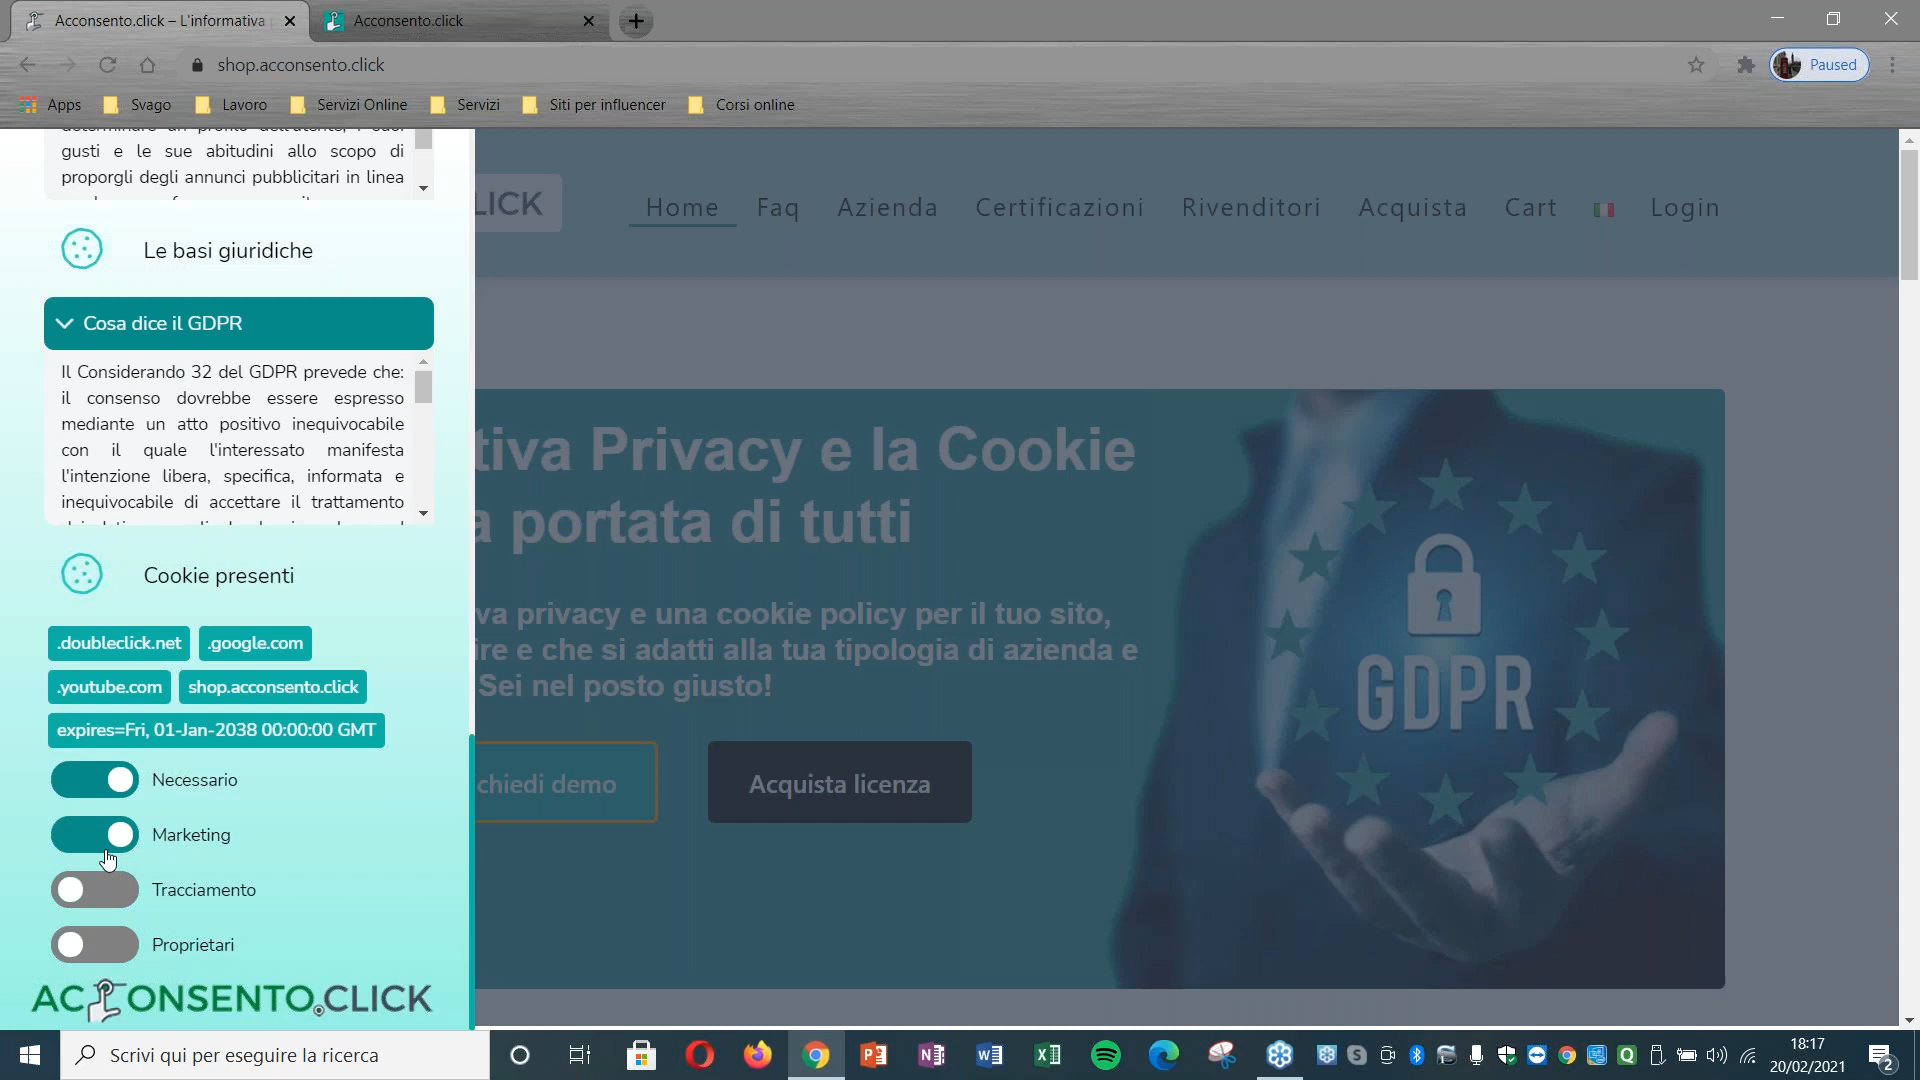 Acconsento.click – L'informativa
Acconsento.click
shop.acconsento.click
Paused
Apps
Svago
Lavoro
Servizi Online
Servizi
Siti per influencer
Corsi online
gusti e le sue abitudini allo scopo di
proporgli degli annunci pubblicitari in linea
Le basi giuridiche
Cosa dice il GDPR
Il Considerando 32 del GDPR prevede che:
il consenso dovrebbe essere espresso
mediante un atto positivo inequivocabile
con il quale l'interessato manifesta
l'intenzione libera, specifica, informata e
inequivocabile di accettare il trattamento
Cookie presenti
.doubleclick.net
.google.com
.youtube.com
shop.acconsento.click
expires=Fri, 01-Jan-2038 00:00:00 GMT
Necessario
Marketing
Tracciamento
Proprietari
ACCONSENTO.CLICK
LICK
Home
Faq
Azienda
Certificazioni
Rivenditori
Acquista
Cart
Login
tiva Privacy e la Cookie
a portata di tutti
va privacy e una cookie policy per il tuo sito,
ire e che si adatti alla tua tipologia di azienda e
Sei nel posto giusto!
chiedi demo
Acquista licenza
GDPR
Scrivi qui per eseguire la ricerca
18:17
20/02/2021
2